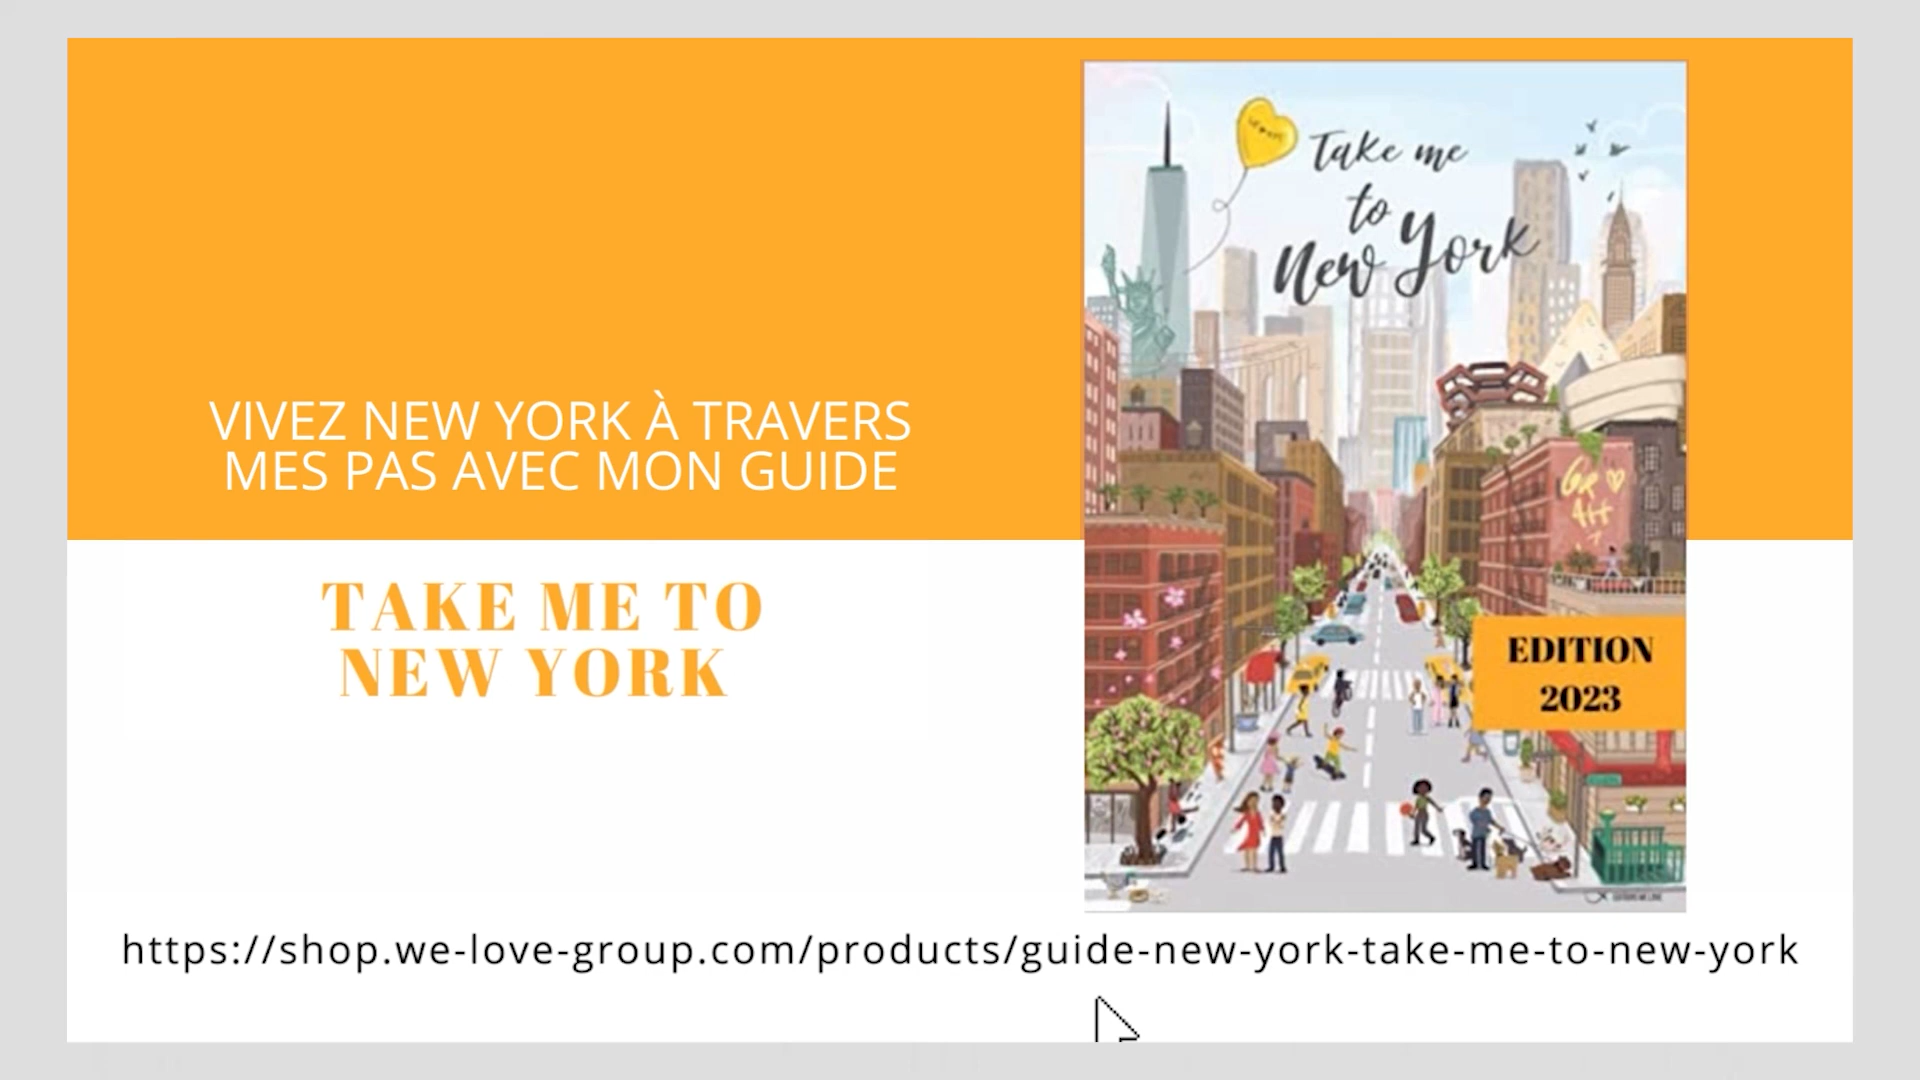 VIVEZ NEW YORK À TRAVERS
MES PAS AVEC MON GUIDE
TAKE ME TO
NEW YORK
Take me
to
New York
EDITION
2023
https://shop.we-love-group.com/products/guide-new-york-take-me-to-new-york